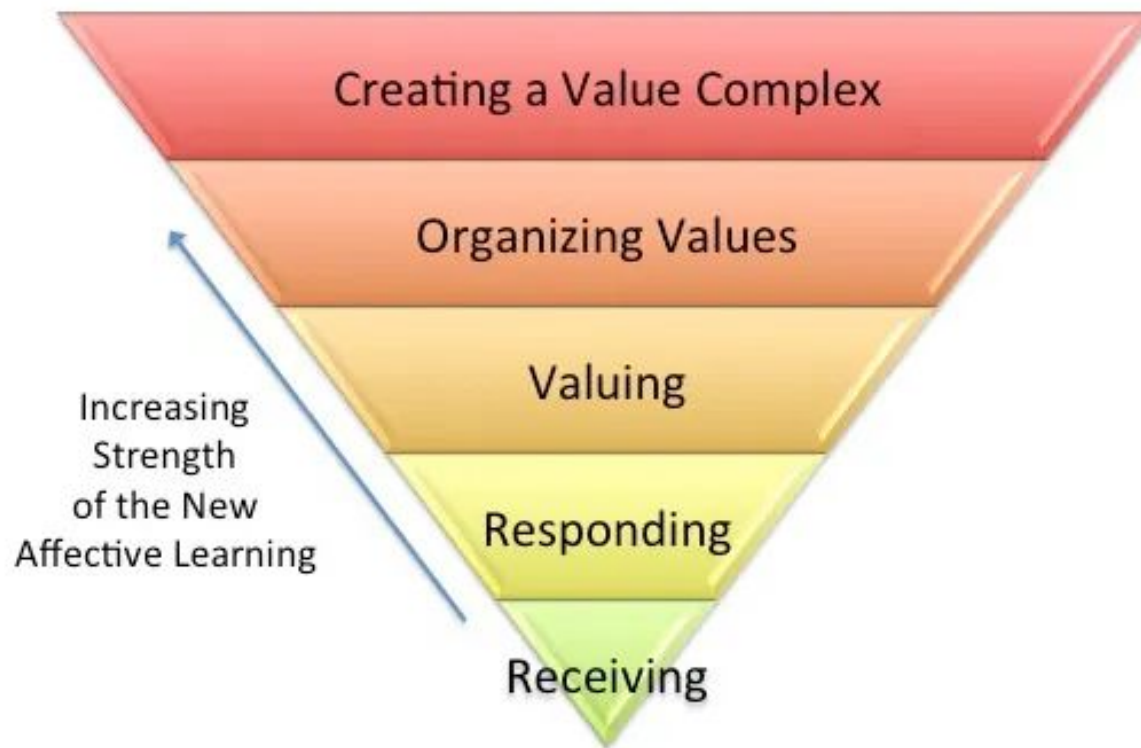 Creating a Value Complex
Organizing Values
Valuing
Increasing
Strength
of the New
Affective Learning
Responding
Receiving